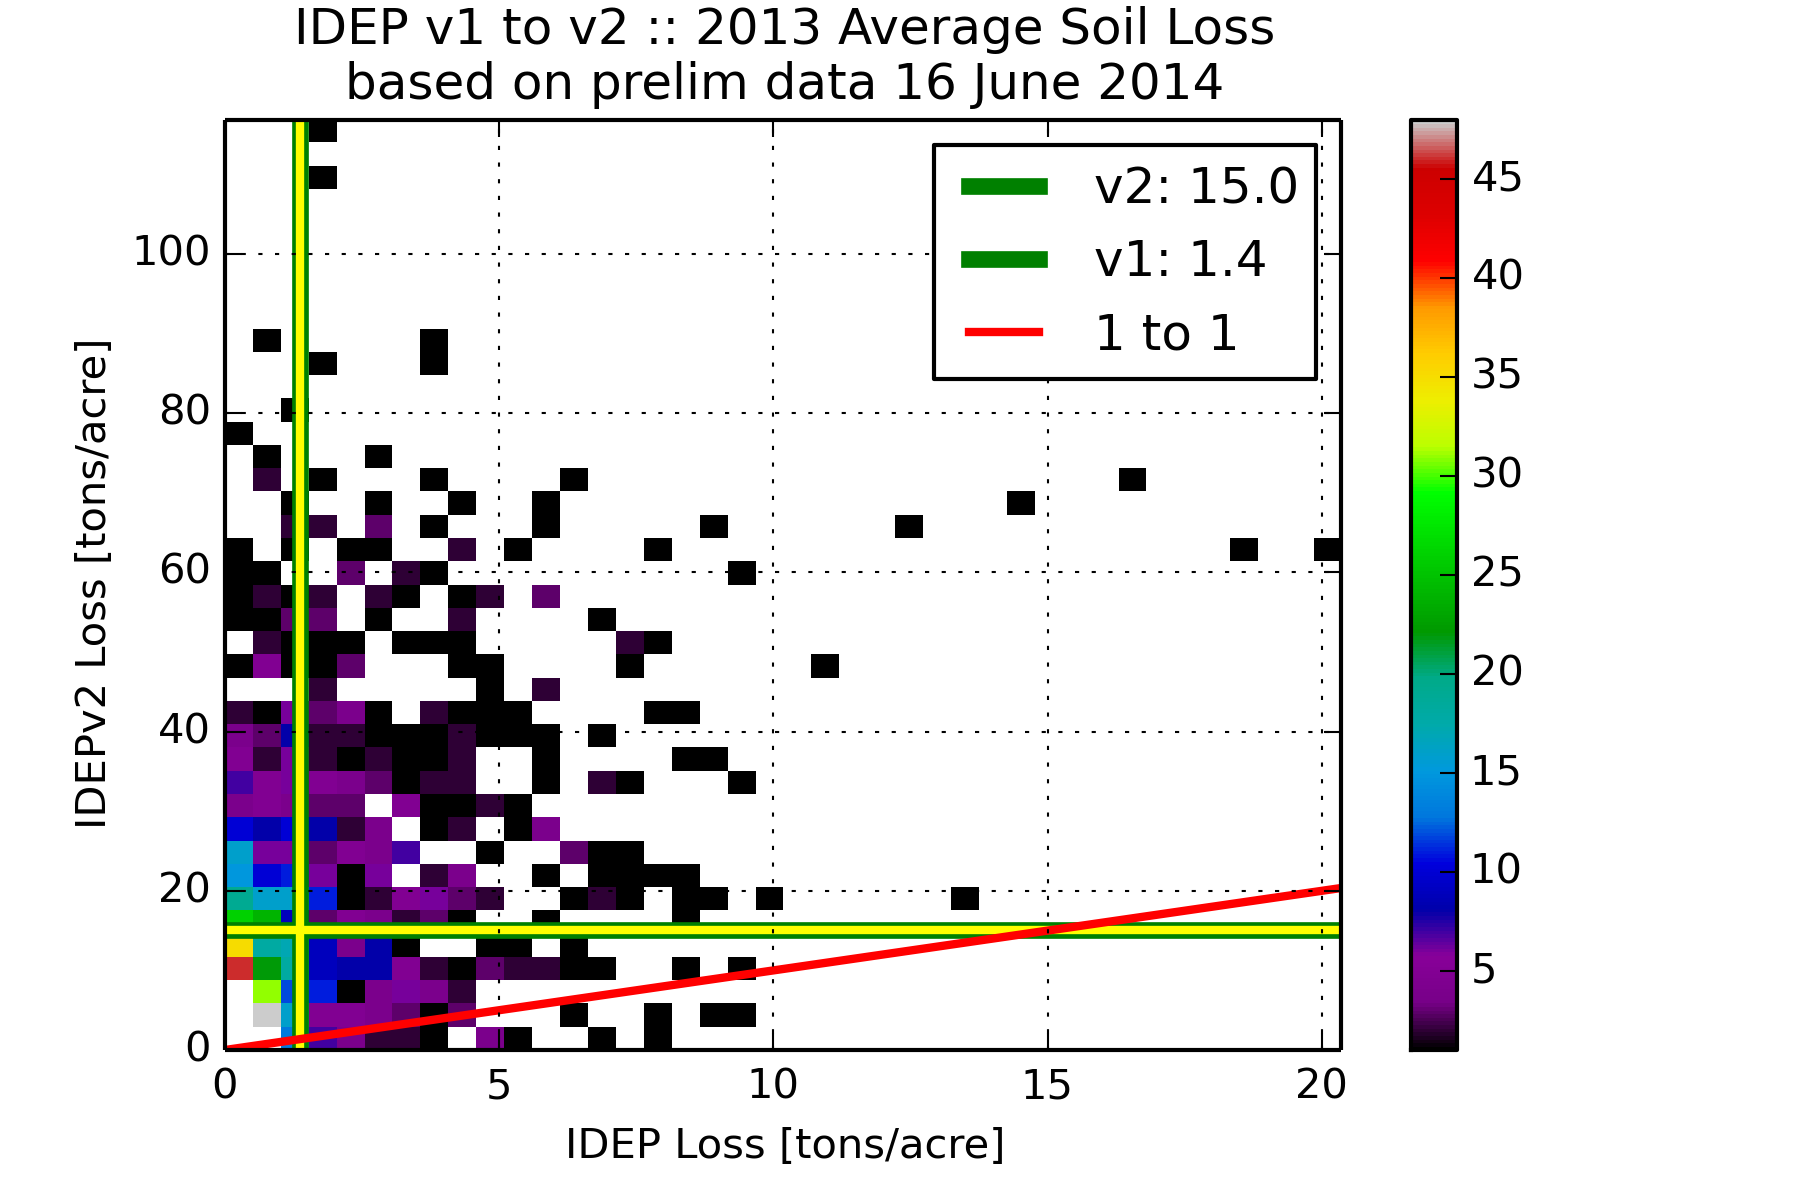 IDEP v1 to v2 :: 2013 Average Soil Loss
based on prelim data 16 June 2014
v2: 15.0
v1: 1.4
1 to 1
IDEPv2 Loss [tons/acre]
100
80
60
40
20
0
0 5 10 15 20
IDEP Loss [tons/acre]
45
40
35
30
25
20
15
10
5